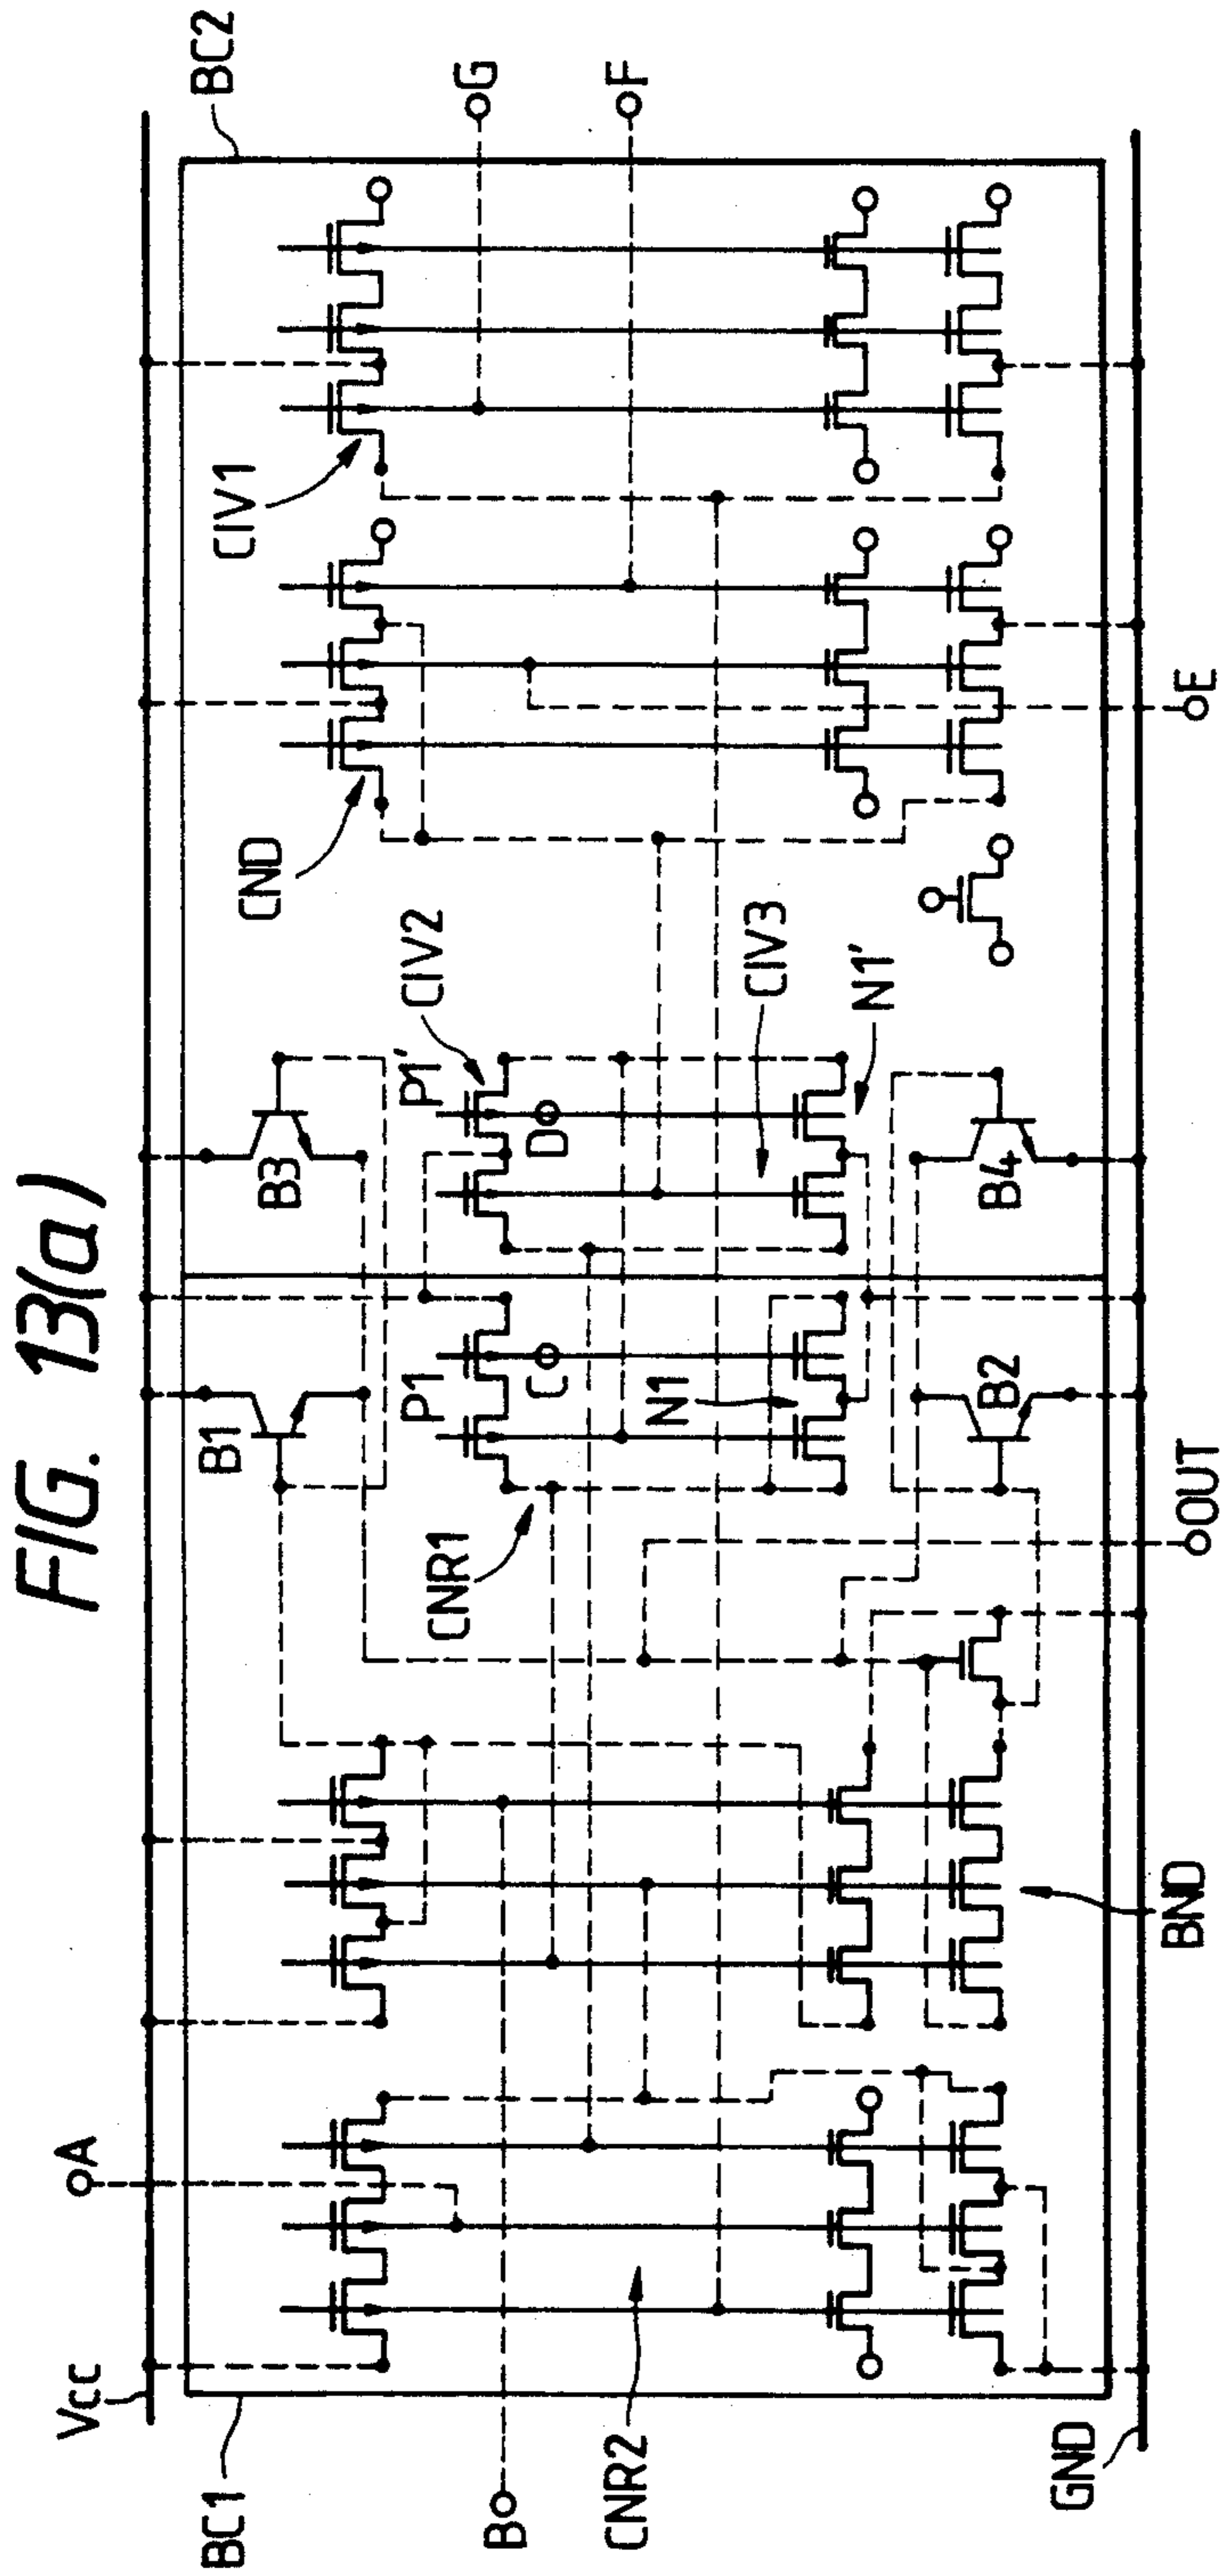 FIG. 13(a)
BC1
Vcc
A
B
CNR2
GND
BND
OUT
B1
P1
C
N1
CNR1
B2
B3
P1'
D
CIV2
CIV3
N1'
B4
CND
E
CIV1
BC2
G
F